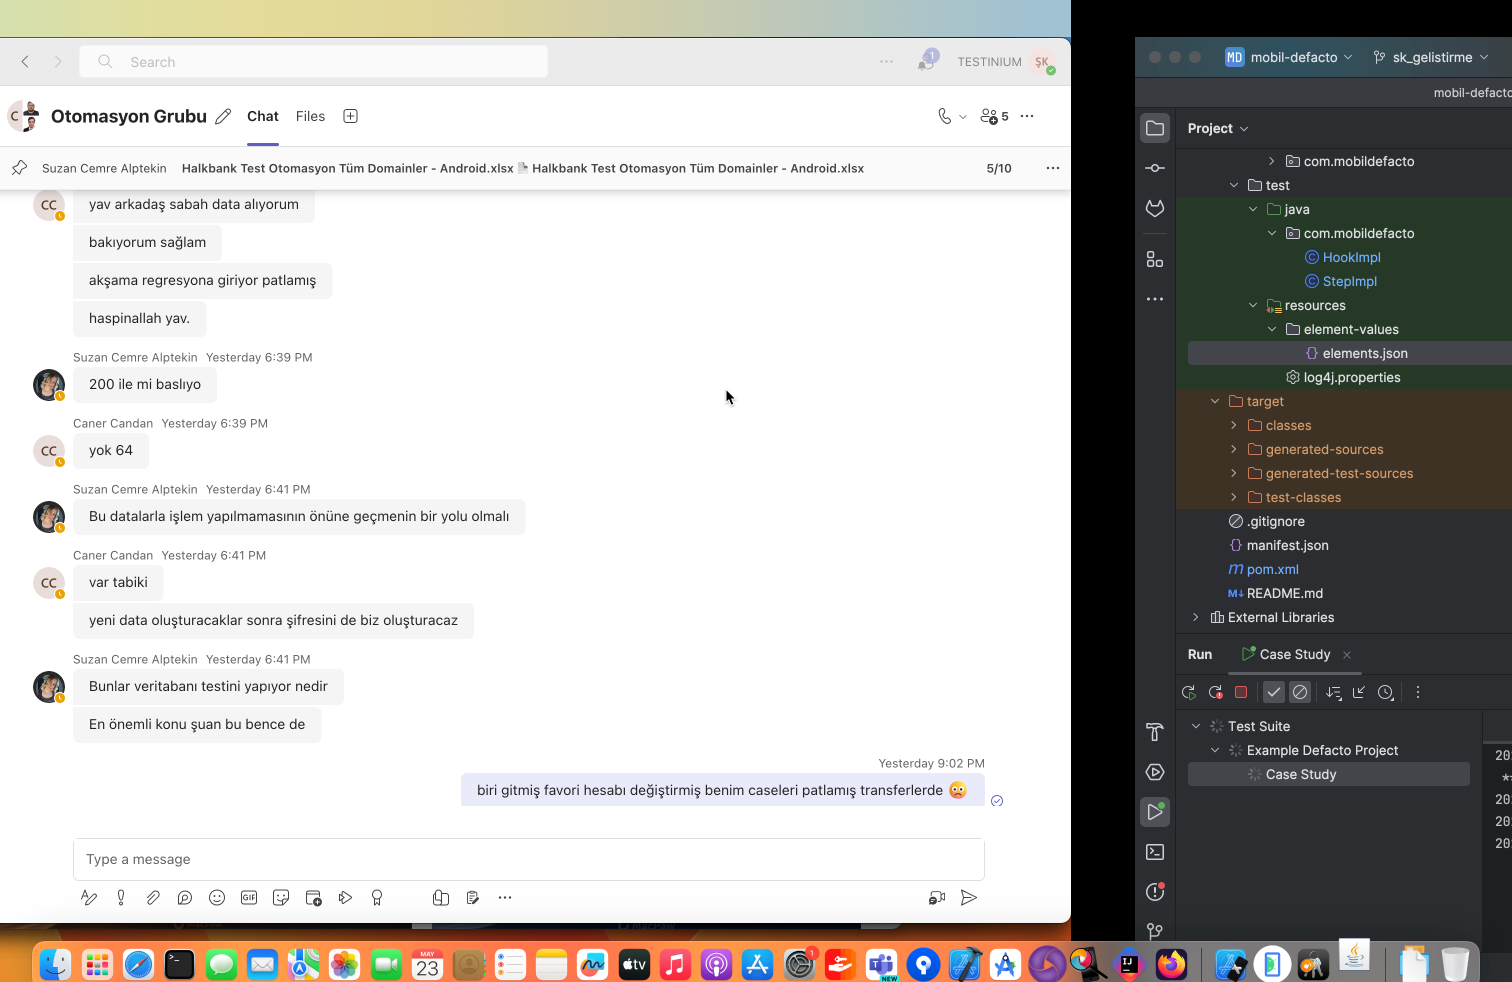 Search
1
TESTINIUM
ŞK
C
Otomasyon Grubu
Chat
Files
5
Suzan Cemre Alptekin
Halkbank Test Otomasyon Tüm Domainler - Android.xlsx
Halkbank Test Otomasyon Tüm Domainler - Android.xlsx
5/10
CC
yav arkadaş sabah data alıyorum
bakıyorum sağlam
akşama regresyona giriyor patlamış
haspinallah yav.
Suzan Cemre Alptekin Yesterday 6:39 PM
200 ile mi baslıyo
Caner Candan Yesterday 6:39 PM
CC
yok 64
Suzan Cemre Alptekin Yesterday 6:41 PM
Bu datalarla işlem yapılmamasının önüne geçmenin bir yolu olmalı
Caner Candan Yesterday 6:41 PM
CC
var tabiki
yeni data oluşturacaklar sonra şifresini de biz oluşturacaz
Suzan Cemre Alptekin Yesterday 6:41 PM
Bunlar veritabanı testini yapıyor nedir
En önemli konu şuan bu bence de
Yesterday 9:02 PM
biri gitmiş favori hesabı değiştirmiş benim caseleri patlamış transferlerde 😡
Type a message
GIF
MD
mobil-defacto
sk_gelistirme
mobil-defacto
Project
com.mobildefacto
test
java
com.mobildefacto
HookImpl
StepImpl
resources
element-values
elements.json
log4j.properties
target
classes
generated-sources
generated-test-sources
test-classes
.gitignore
manifest.json
m pom.xml
M↓ README.md
External Libraries
Run
Case Study
Test Suite
Example Defacto Project
Case Study
20
20
20
20
MAY
23
tv
1
NEW
IJ